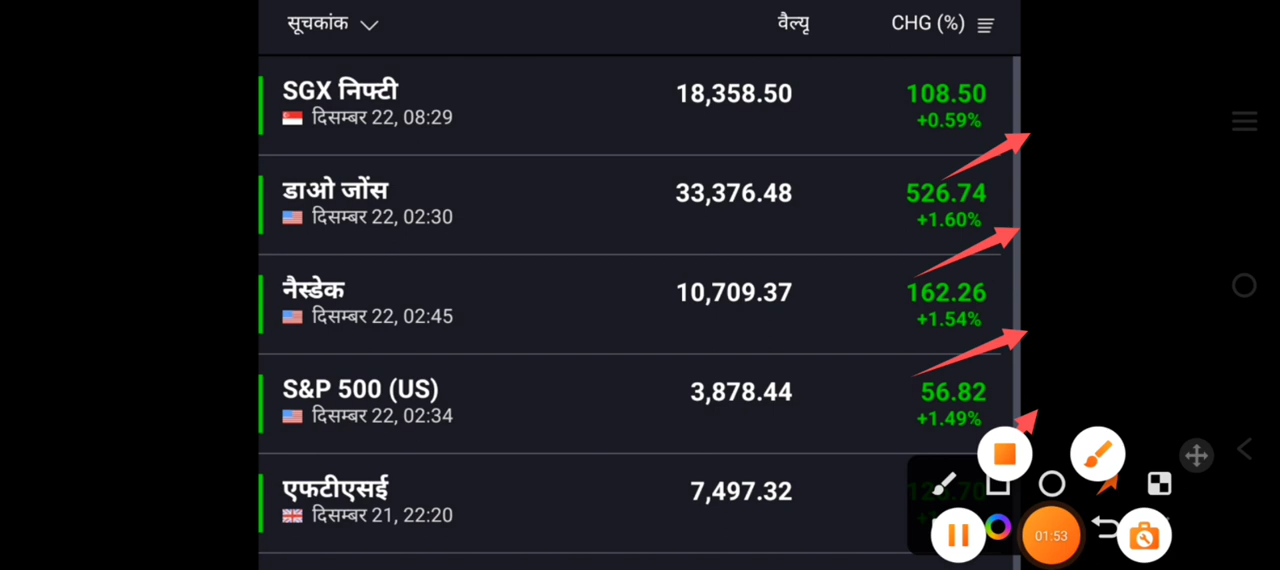 सूचकांक वैल्यू CHG (%)
SGX निफ्टी 18,358.50 108.50
दिसम्बर 22, 08:29 +0.59%
डाओ जोंस 33,376.48 526.74
दिसम्बर 22, 02:30 +1.60%
नैस्डेक 10,709.37 162.26
दिसम्बर 22, 02:45 +1.54%
S&P 500 (US) 3,878.44 56.82
दिसम्बर 22, 02:34 +1.49%
एफटीएसई 7,497.32
दिसम्बर 21, 22:20
01:53